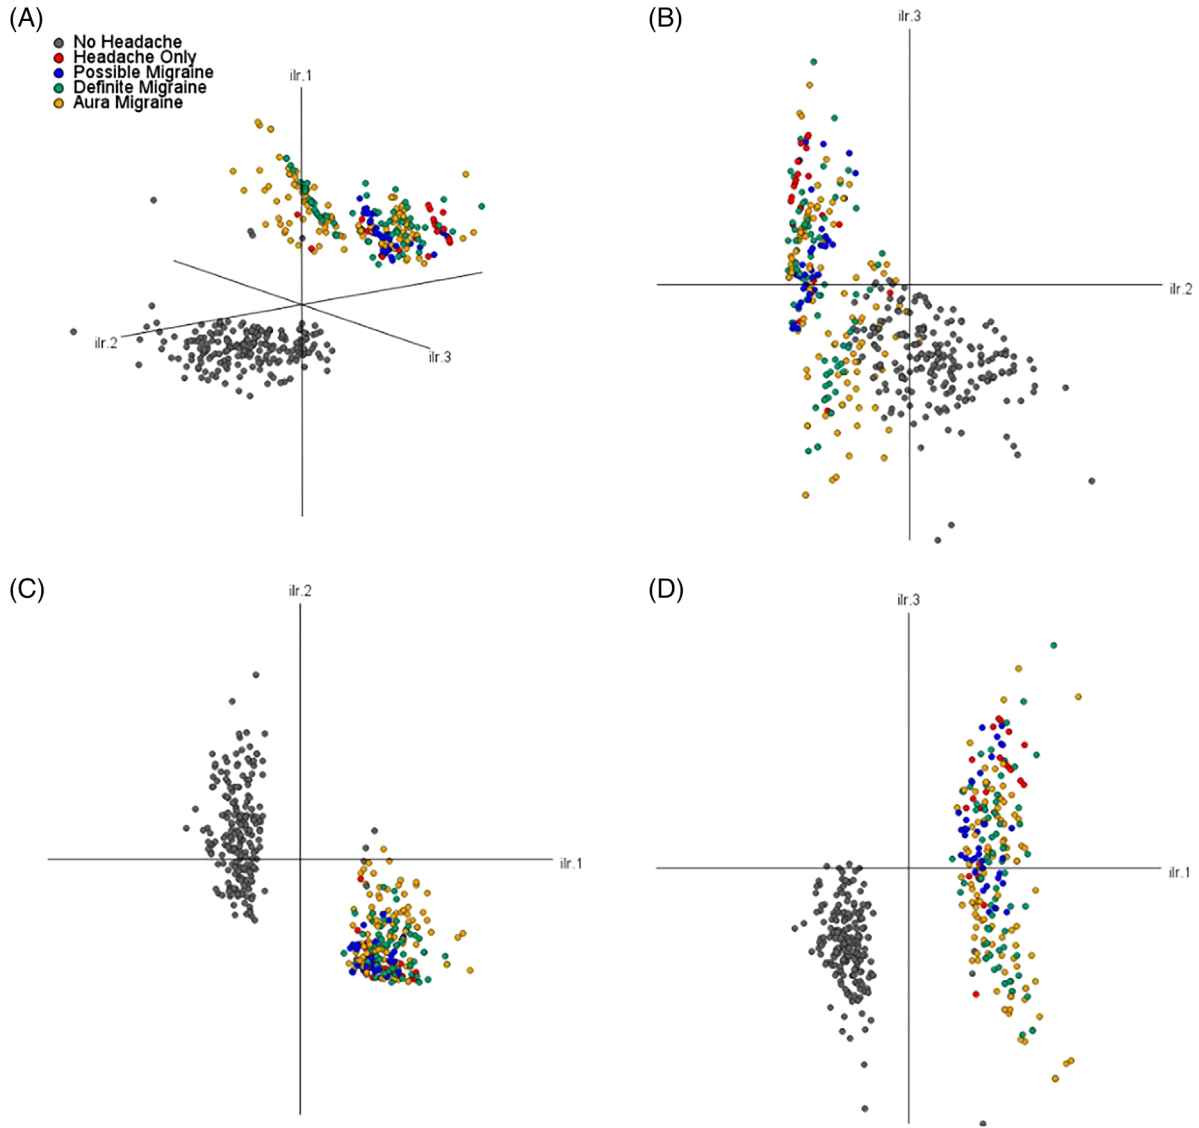 (A)
No Headache
Headache Only
Possible Migraine
Definite Migraine
Aura Migraine
ilr.1
ilr.2
ilr.3
(B)
ilr.3
ilr.2
(C)
ilr.2
ilr.1
(D)
ilr.3
ilr.1